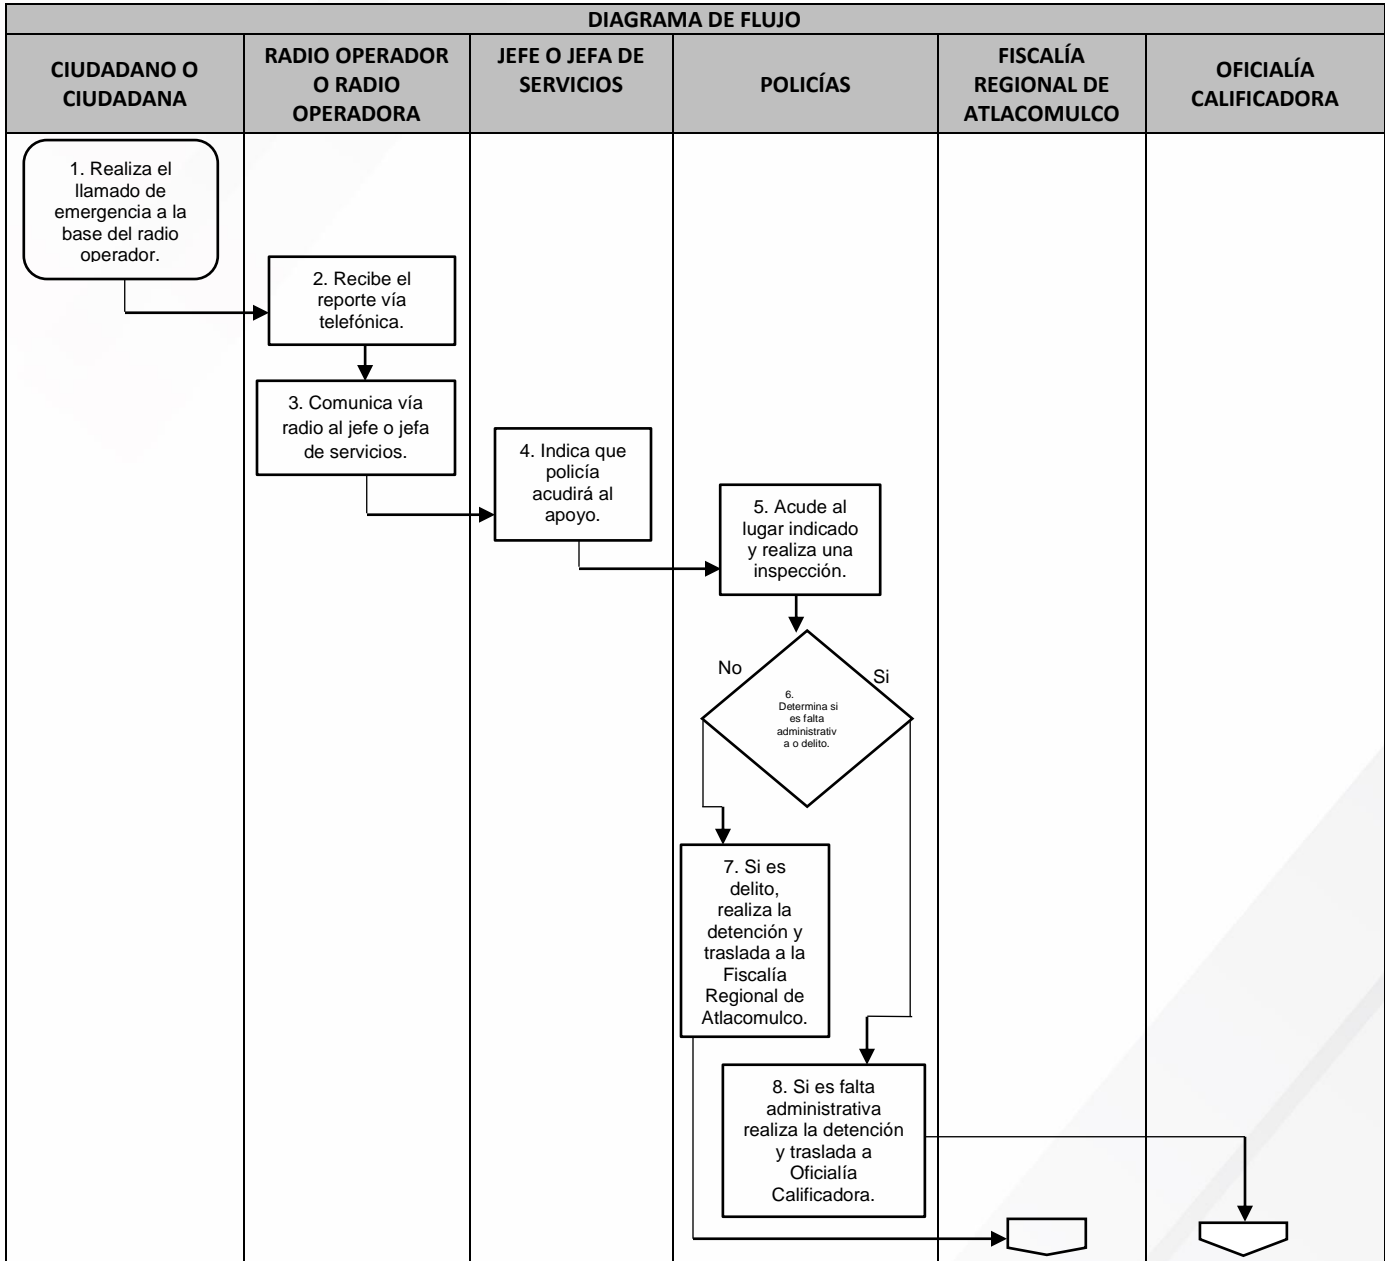 DIAGRAMA DE FLUJO
CIUDADANO O
CIUDADANA
RADIO OPERADOR
O RADIO
OPERADORA
JEFE O JEFA DE
SERVICIOS
POLICÍAS
FISCALÍA
REGIONAL DE
ATLACOMULCO
OFICIALÍA
CALIFICADORA
1. Realiza el
llamado de
emergencia a la
base del radio
operador.
2. Recibe el
reporte vía
telefónica.
3. Comunica vía
radio al jefe o jefa
de servicios.
4. Indica que
policía
acudirá al
apoyo.
5. Acude al
lugar indicado
y realiza una
inspección.
No
Si
6.
Determina si
es falta
administrativ
a o delito.
7. Si es
delito,
realiza la
detención y
traslada a la
Fiscalía
Regional de
Atlacomulco.
8. Si es falta
administrativa
realiza la detención
y traslada a
Oficialía
Calificadora.